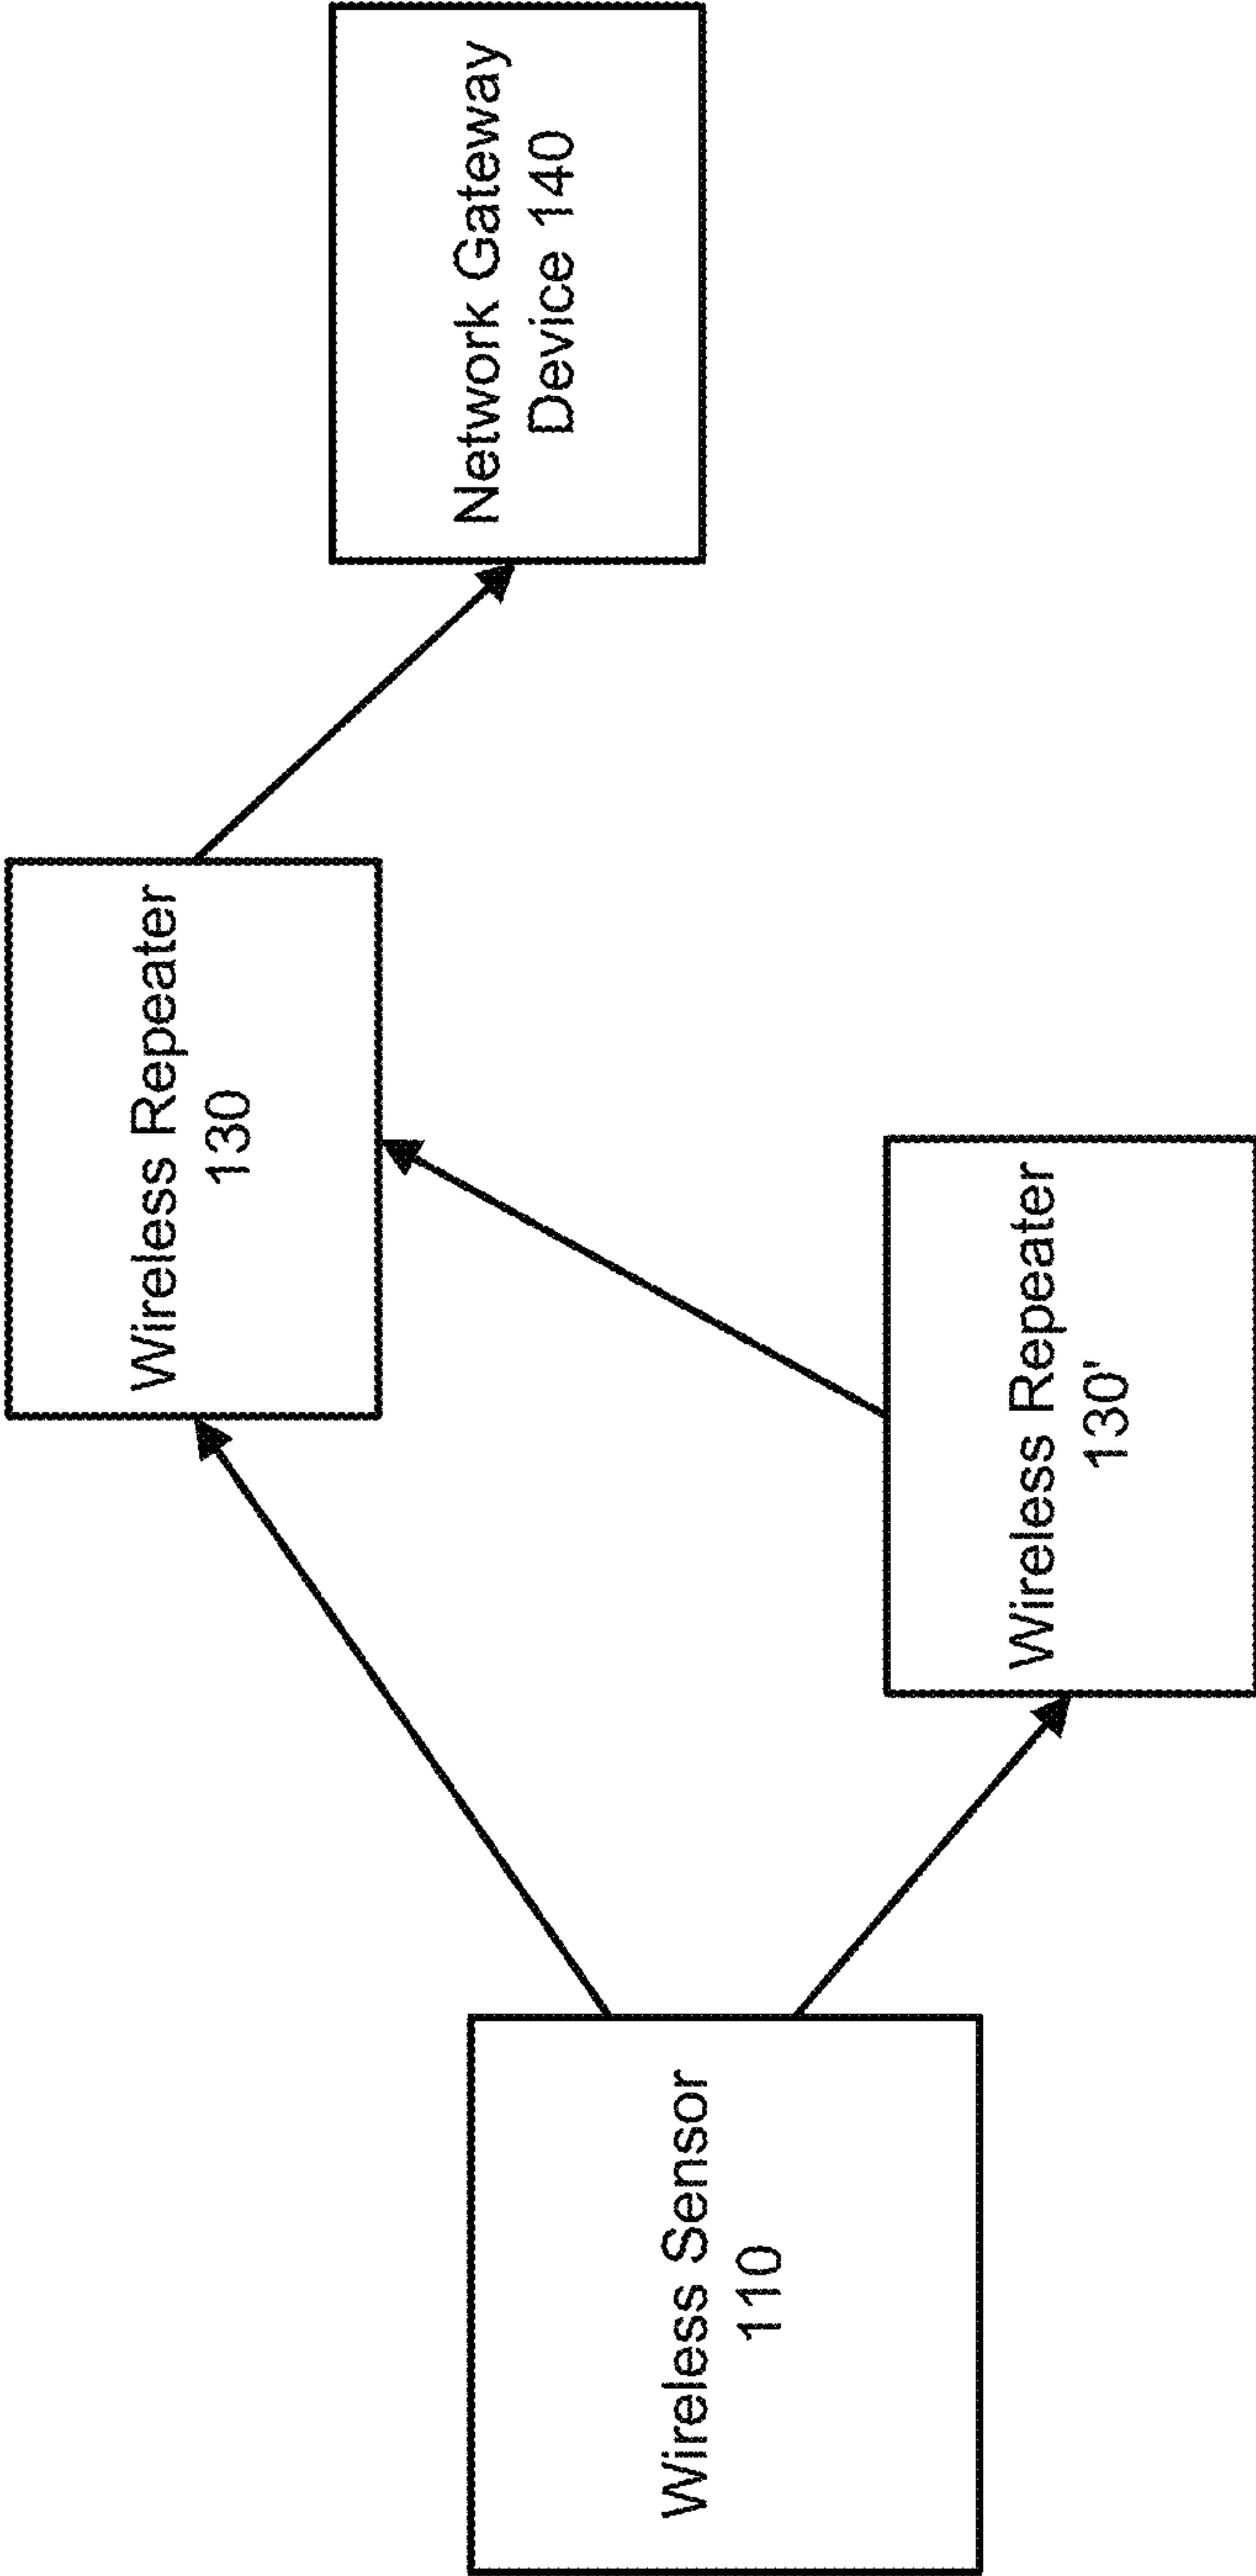 Wireless Sensor
110
Wireless Repeater
130
Wireless Repeater
130'
Network Gateway
Device 140